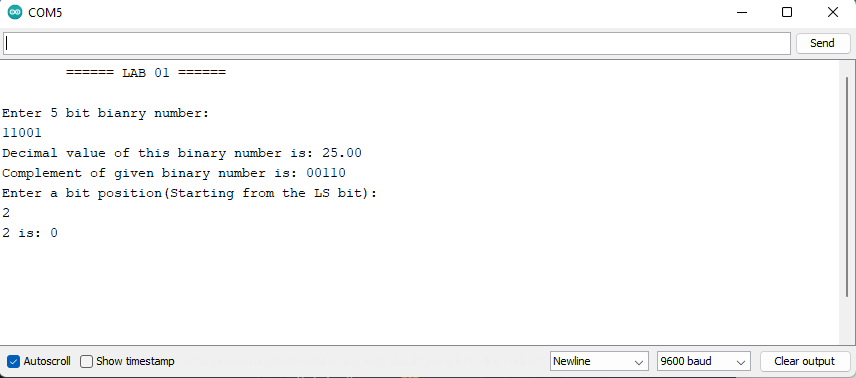 COM5
Send
====== LAB 01 ======
Enter 5 bit bianry number:
11001
Decimal value of this binary number is: 25.00
Complement of given binary number is: 00110
Enter a bit position(Starting from the LS bit):
2
2 is: 0
Autoscroll Show timestamp Newline 9600 baud Clear output